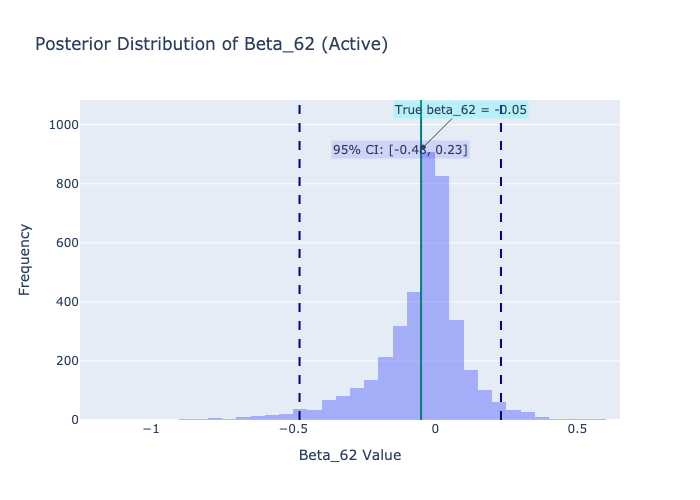 Posterior Distribution of Beta_62 (Active)
True beta_62 = -0.05
95% CI: [-0.48, 0.23]
1000
800
600
400
200
0
Frequency
−1
−0.5
0
0.5
Beta_62 Value